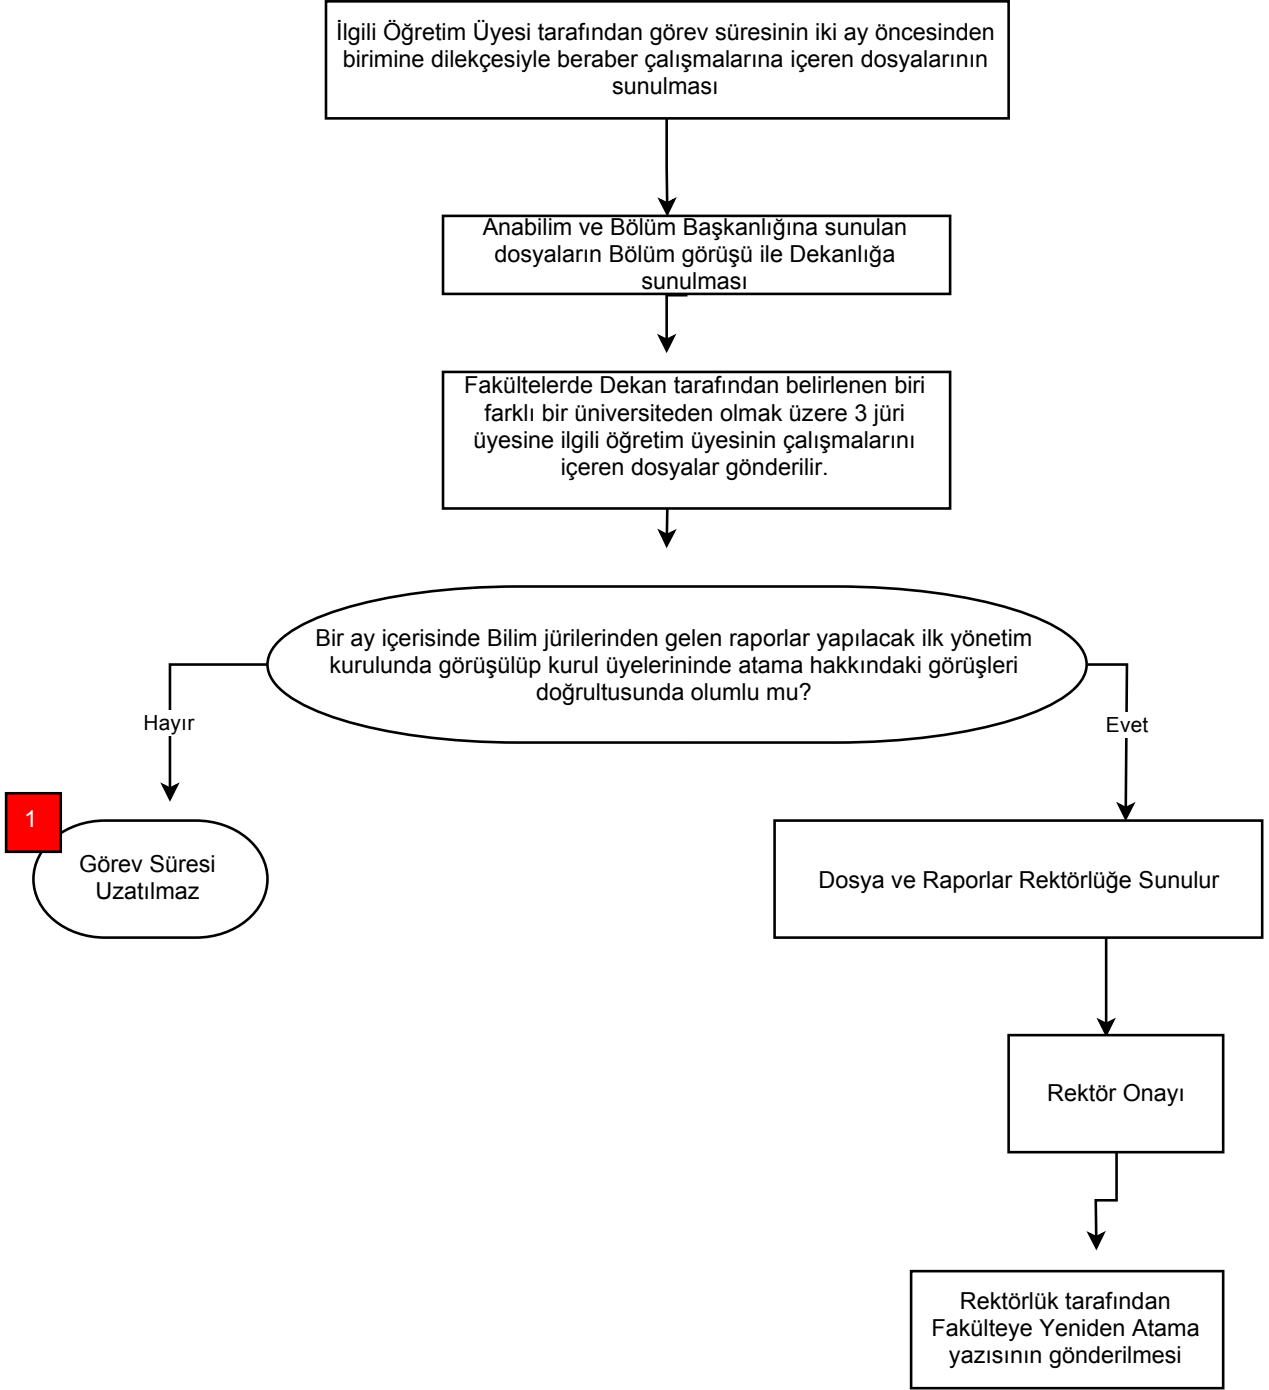 İlgili Öğretim Üyesi tarafından görev süresinin iki ay öncesinden
birimine dilekçesiyle beraber çalışmalarına içeren dosyalarının
sunulması
Anabilim ve Bölüm Başkanlığına sunulan
dosyaların Bölüm görüşü ile Dekanlığa
sunulması
Fakültelerde Dekan tarafından belirlenen biri
farklı bir üniversiteden olmak üzere 3 jüri
üyesine ilgili öğretim üyesinin çalışmalarını
içeren dosyalar gönderilir.
Bir ay içerisinde Bilim jürilerinden gelen raporlar yapılacak ilk yönetim
kurulunda görüşülüp kurul üyelerininde atama hakkındaki görüşleri
doğrultusunda olumlu mu?
Hayır
Evet
1
Görev Süresi
Uzatılmaz
Dosya ve Raporlar Rektörlüğe Sunulur
Rektör Onayı
Rektörlük tarafından
Fakülteye Yeniden Atama
yazısının gönderilmesi